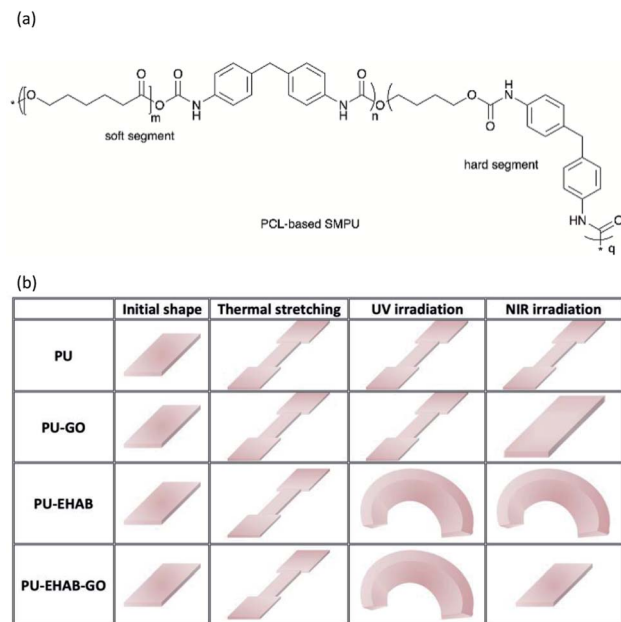 (a)
O
O
O
m
O
O
N
H
N
H
O
O
n
O
O
H
N
soft segment
hard segment
PCL-based SMPU
HN
O
* q
(b)
Initial shape Thermal stretching UV irradiation NIR irradiation
PU
PU-GO
PU-EHAB
PU-EHAB-GO